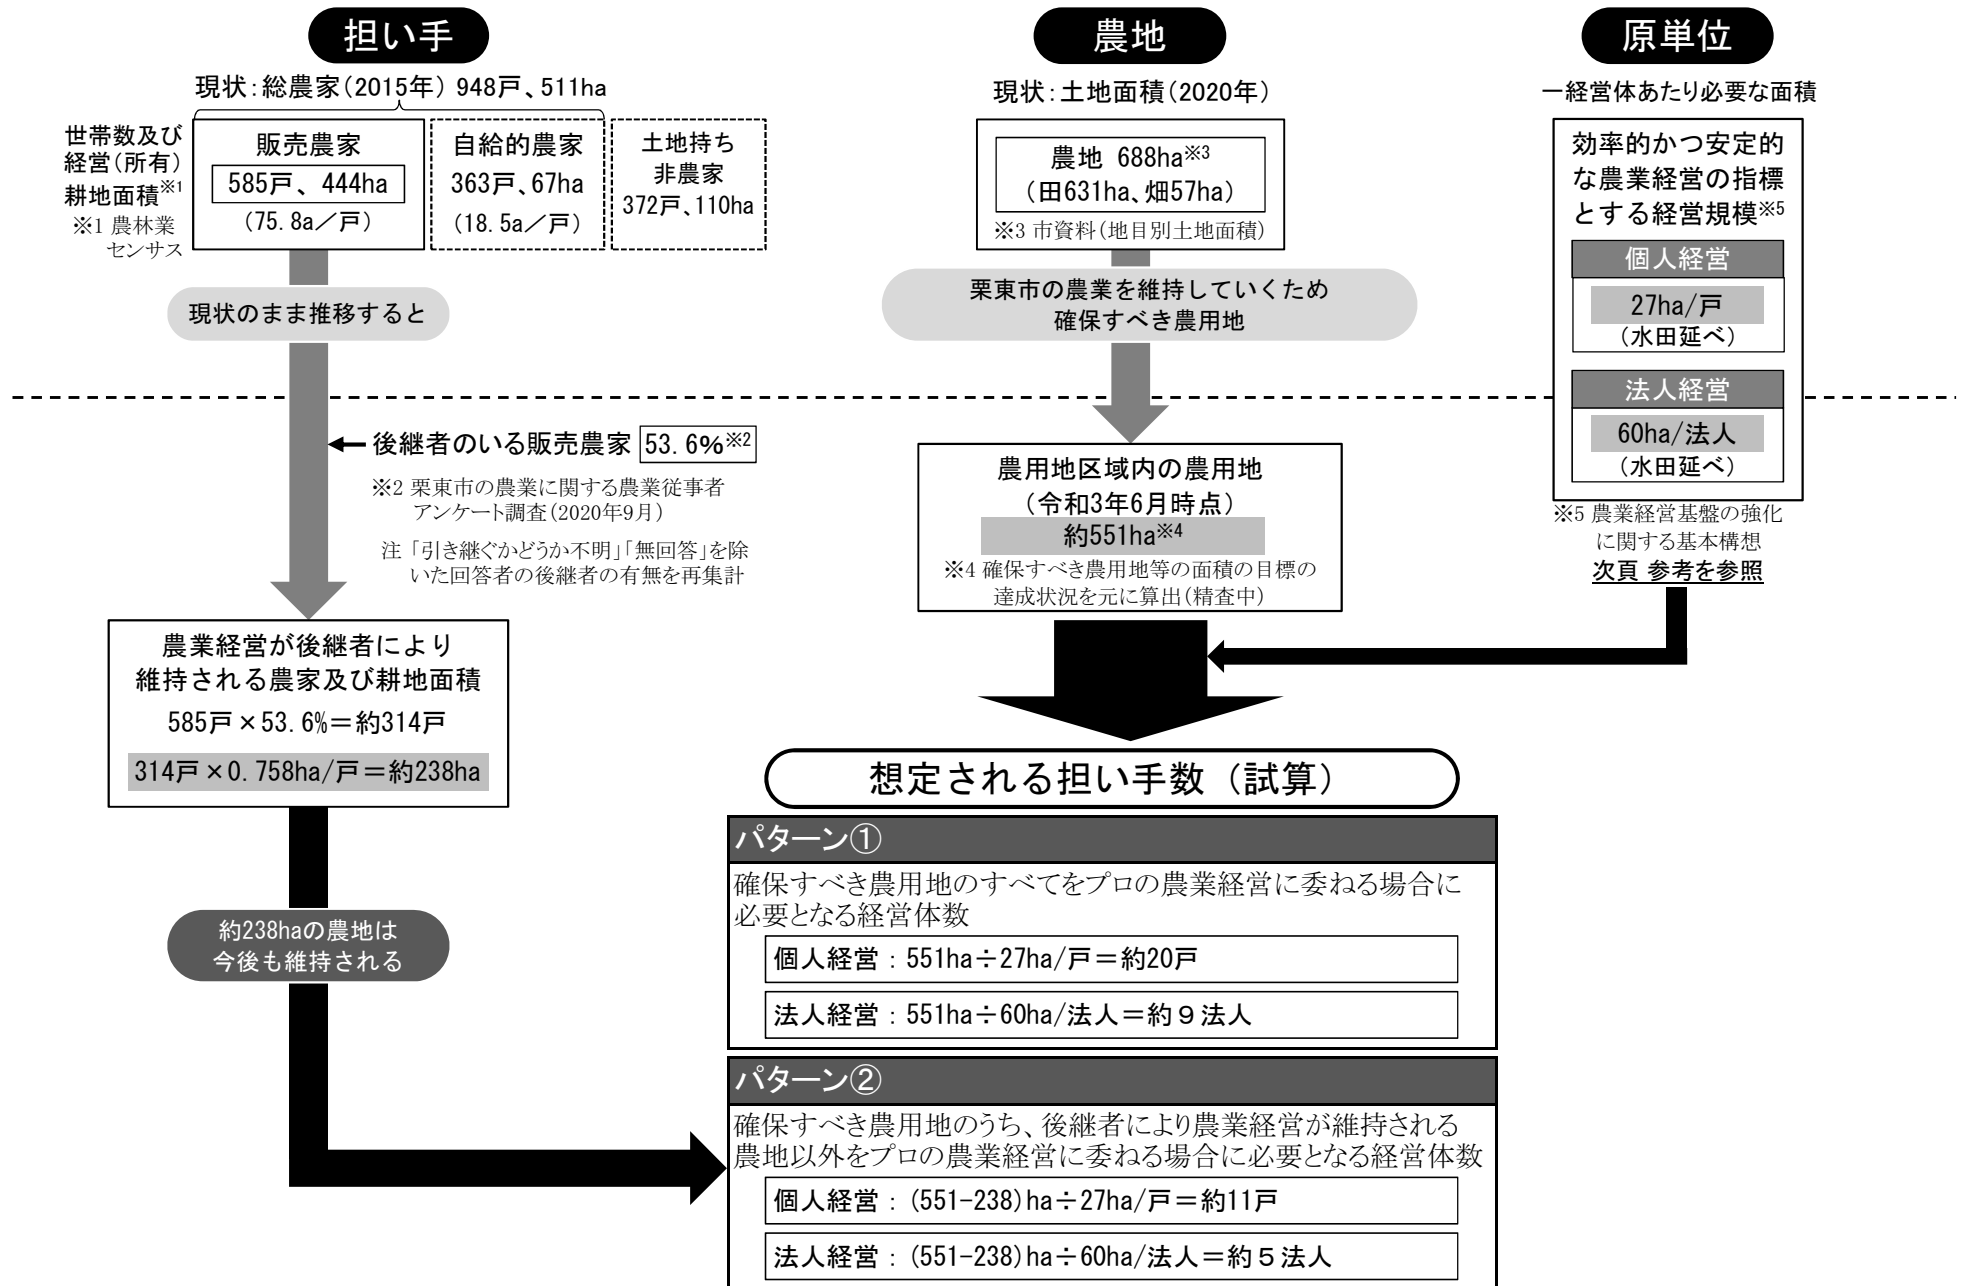 担い手
現状：総農家（2015年） 948戸、511ha
世帯数及び
経営（所有）
耕地面積※1
※1 農林業
センサス
販売農家
585戸、 444ha
（75.8a／戸）
自給的農家
363戸、67ha
（18.5a／戸）
土地持ち
非農家
372戸、110ha
現状のまま推移すると
後継者のいる販売農家 53.6%※2
※2 栗東市の農業に関する農業従事者
アンケート調査（2020年9月）
注 「引き継ぐかどうか不明」「無回答」を除
いた回答者の後継者の有無を再集計
農業経営が後継者により
維持される農家及び耕地面積
585戸×53.6%＝約314戸
314戸×0.758ha/戸＝約238ha
約238haの農地は
今後も維持される
農地
現状：土地面積（2020年）
農地 688ha※3
（田631ha、畑57ha）
※3 市資料（地目別土地面積）
栗東市の農業を維持していくため
確保すべき農用地
農用地区域内の農用地
（令和3年6月時点）
約551ha※4
※4 確保すべき農用地等の面積の目標の
達成状況を元に算出（精査中）
原単位
一経営体あたり必要な面積
効率的かつ安定的
な農業経営の指標
とする経営規模※5
個人経営
27ha/戸
（水田延べ）
法人経営
60ha/法人
（水田延べ）
※5 農業経営基盤の強化
に関する基本構想
次頁 参考を参照
想定される担い手数（試算）
パターン①
確保すべき農用地のすべてをプロの農業経営に委ねる場合に
必要となる経営体数
個人経営：551ha÷27ha/戸＝約20戸
法人経営：551ha÷60ha/法人＝約９法人
パターン②
確保すべき農用地のうち、後継者により農業経営が維持される
農地以外をプロの農業経営に委ねる場合に必要となる経営体数
個人経営：(551-238)ha÷27ha/戸＝約11戸
法人経営：(551-238)ha÷60ha/法人＝約５法人